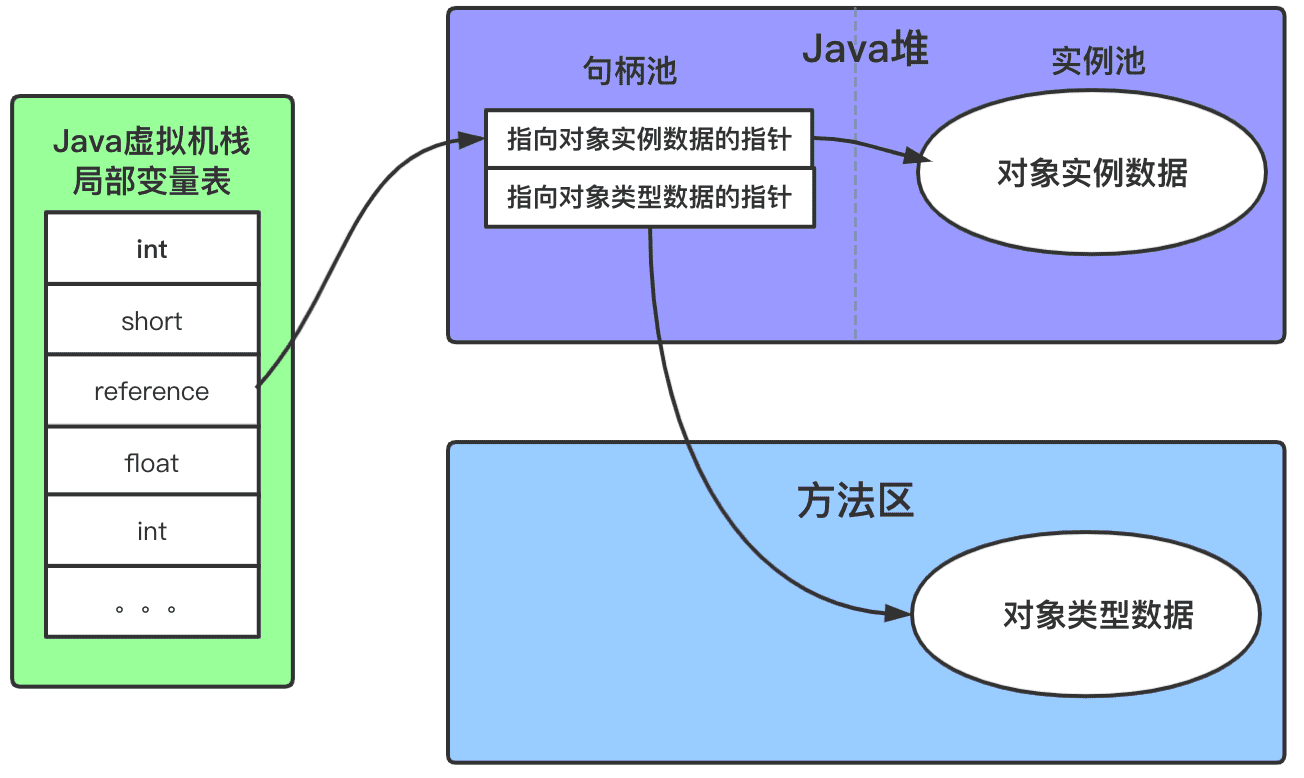 Java虚拟机栈
局部变量表
int
short
reference
float
int
。。。
Java堆
句柄池
实例池
指向对象实例数据的指针
指向对象类型数据的指针
对象实例数据
方法区
对象类型数据